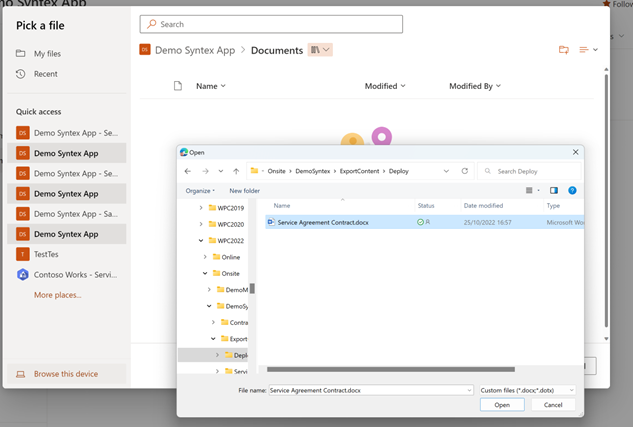 mo Syntex App
Follow
Pick a file
Search
My files
Demo Syntex App > Documents
Recent
Name
Modified
Modified By
Quick access
DS Demo Syntex App - Se...
DS Demo Syntex App
DS Demo Syntex App - Se...
DS Demo Syntex App
DS Demo Syntex App - Sa...
DS Demo Syntex App
T TestTes
Contoso Works - Servi...
More places...
Browse this device
Open
Onsite > DemoSyntex > ExportContent > Deploy
Search Deploy
Organize
New folder
Name
Status
Date modified
Type
WPC2019
WPC2020
WPC2022
Online
Onsite
DemoM
DemoSy
Contra
Export
Deplo
Servi
Service Agreement Contract.docx
25/10/2022 16:57
Microsoft Wo
File name:
Service Agreement Contract.docx
Custom files (*.docx;*.dotx)
Open
Cancel